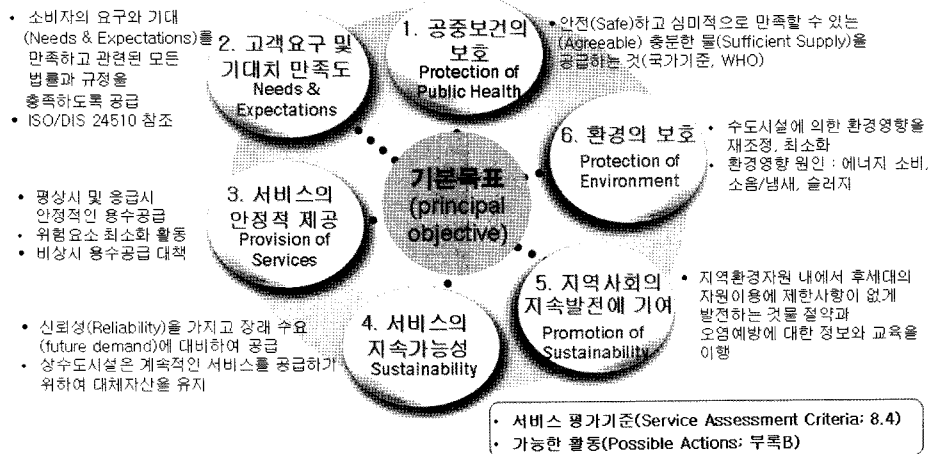 • 소비자의 요구와 기대
(Needs & Expectations)를
만족하고 관련된 모든
법률과 규정을
충족하도록 공급
• ISO/DIS 24510 참조
2. 고객요구 및
기대치 만족도
Needs &
Expectations
1. 공중보건의
보호
Protection of
Public Health
• 안전(Safe)하고 심미적으로 만족할 수 있는
(Agreeable) 충분한 물(Sufficient Supply)을
공급하는 것(국가기준, WHO)
6. 환경의 보호
Protection of
Environment
• 수도시설에 의한 환경영향을
재조정, 최소화
• 환경영향 원인 : 에너지 소비,
소음/냄새, 슬러지
기본목표
(principal
objective)
• 평상시 및 응급시
안정적인 용수공급
• 위험요소 최소화 활동
• 비상시 용수공급 대책
3. 서비스의
안정적 제공
Provision of
Services
5. 지역사회의
지속발전에 기여
Promotion of
Sustainability
• 지역환경자원 내에서 후세대의
자원이용에 제한사항이 없게
발전하는 것물 절약과
오염예방에 대한 정보와 교육을
이행
• 신뢰성(Reliability)을 가지고 장래 수요
(future demand)에 대비하여 공급
• 상수도시설은 계속적인 서비스를 공급하기
위하여 대체자산을 유지
4. 서비스의
지속가능성
Sustainability
• 서비스 평가기준(Service Assessment Criteria; 8.4)
• 가능한 활동(Possible Actions; 부록B)